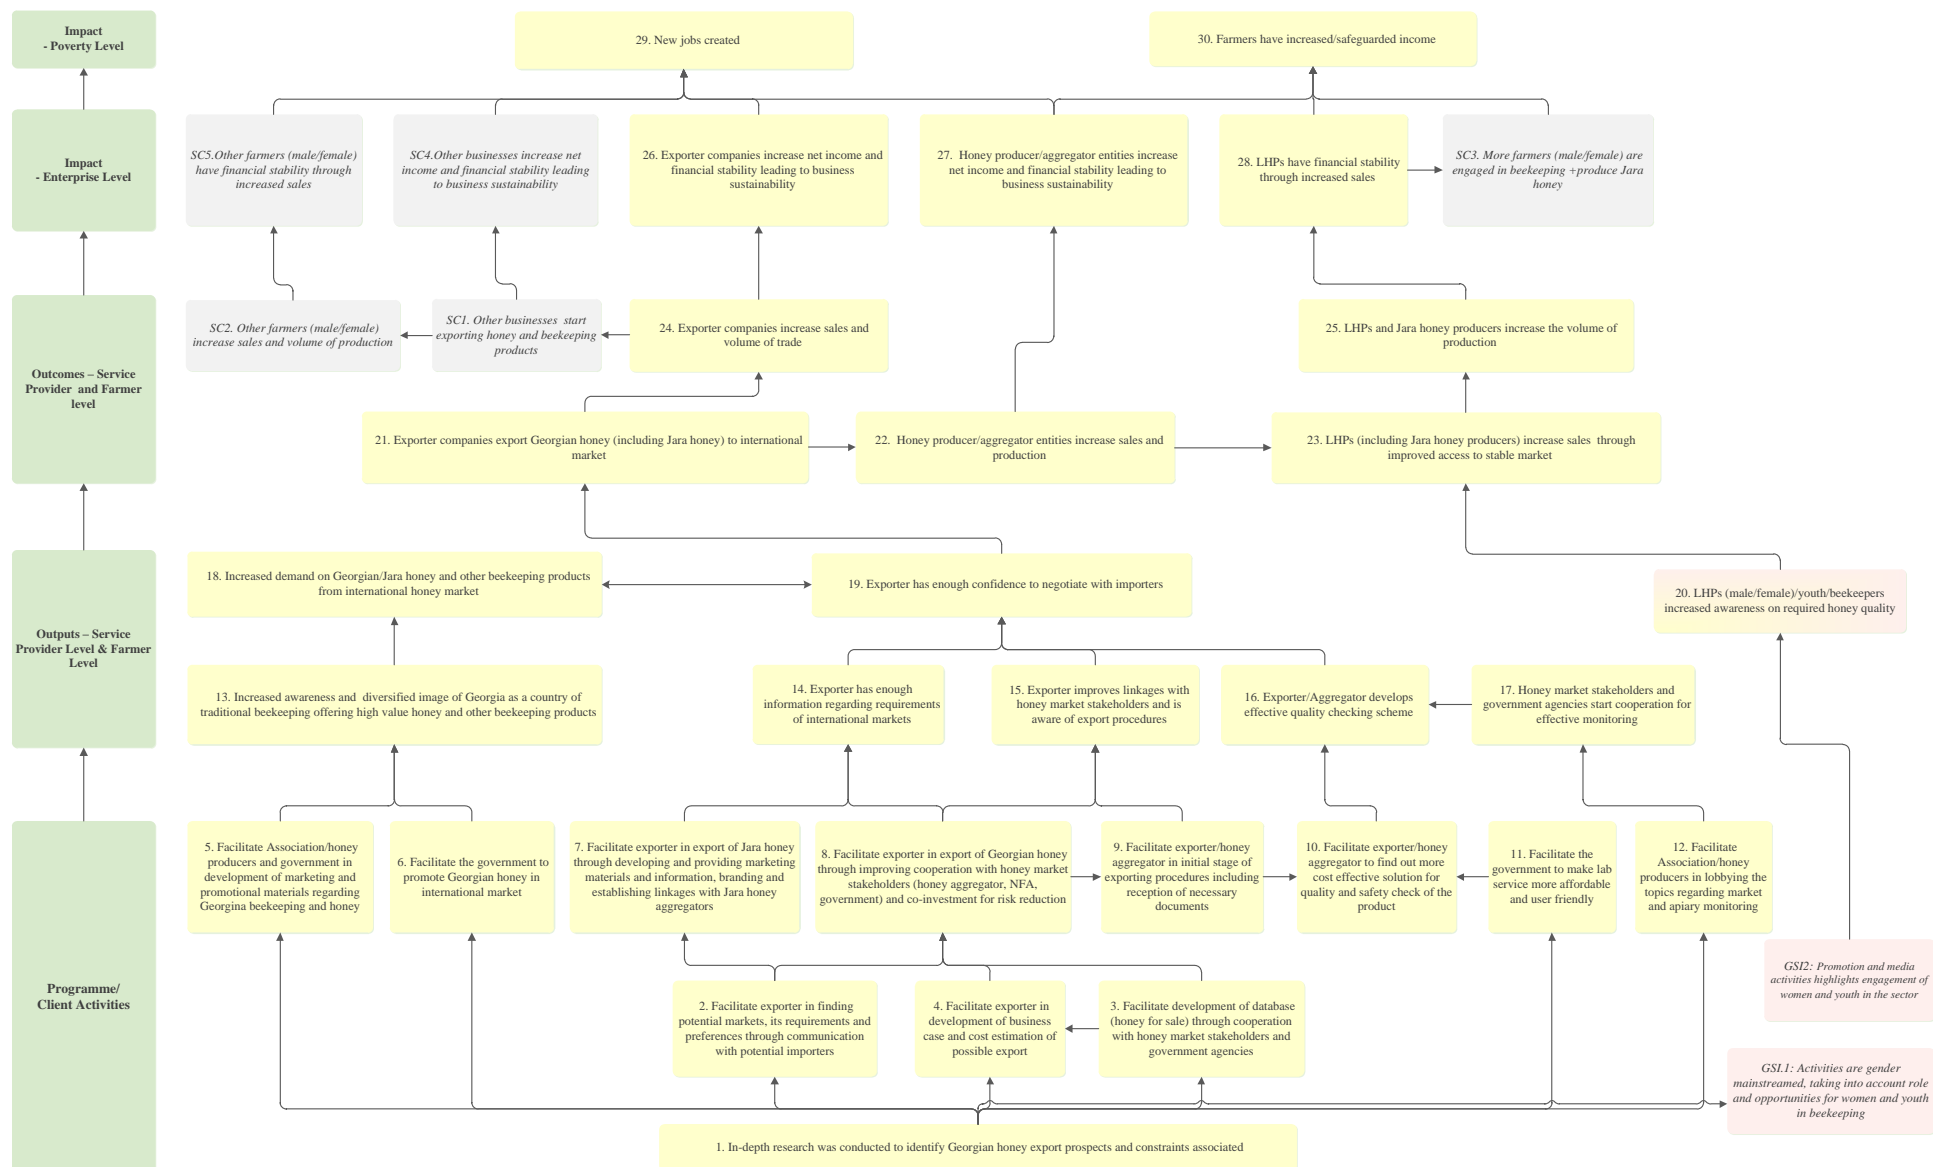 Impact
- Poverty Level
29. New jobs created
30. Farmers have increased/safeguarded income
Impact
- Enterprise Level
SC5.Other farmers (male/female)
have financial stability through
increased sales
SC4.Other businesses increase net
income and financial stability leading
to business sustainability
26. Exporter companies increase net income and
financial stability leading to business
sustainability
27. Honey producer/aggregator entities increase
net income and financial stability leading to
business sustainability
28. LHPs have financial stability
through increased sales
SC3. More farmers (male/female) are
engaged in beekeeping +produce Jara
honey
Outcomes – Service
Provider and Farmer
level
SC2. Other farmers (male/female)
increase sales and volume of production
SC1. Other businesses start
exporting honey and beekeeping
products
24. Exporter companies increase sales and
volume of trade
25. LHPs and Jara honey producers increase the volume of
production
21. Exporter companies export Georgian honey (including Jara honey) to international
market
22. Honey producer/aggregator entities increase sales and
production
23. LHPs (including Jara honey producers) increase sales through
improved access to stable market
Outputs – Service
Provider Level & Farmer
Level
18. Increased demand on Georgian/Jara honey and other beekeeping products
from international honey market
19. Exporter has enough confidence to negotiate with importers
20. LHPs (male/female)/youth/beekeepers
increased awareness on required honey quality
13. Increased awareness and diversified image of Georgia as a country of
traditional beekeeping offering high value honey and other beekeeping products
14. Exporter has enough
information regarding requirements
of international markets
15. Exporter improves linkages with
honey market stakeholders and is
aware of export procedures
16. Exporter/Aggregator develops
effective quality checking scheme
17. Honey market stakeholders and
government agencies start cooperation for
effective monitoring
Programme/
Client Activities
5. Facilitate Association/honey
producers and government in
development of marketing and
promotional materials regarding
Georgina beekeeping and honey
6. Facilitate the government to
promote Georgian honey in
international market
7. Facilitate exporter in export of Jara honey
through developing and providing marketing
materials and information, branding and
establishing linkages with Jara honey
aggregators
8. Facilitate exporter in export of Georgian honey
through improving cooperation with honey market
stakeholders (honey aggregator, NFA,
government) and co-investment for risk reduction
9. Facilitate exporter/honey
aggregator in initial stage of
exporting procedures including
reception of necessary
documents
10. Facilitate exporter/honey
aggregator to find out more
cost effective solution for
quality and safety check of the
product
11. Facilitate the
government to make lab
service more affordable
and user friendly
12. Facilitate
Association/honey
producers in lobbying the
topics regarding market
and apiary monitoring
GSI2: Promotion and media
activities highlights engagement of
women and youth in the sector
2. Facilitate exporter in finding
potential markets, its requirements and
preferences through communication
with potential importers
4. Facilitate exporter in
development of business
case and cost estimation of
possible export
3. Facilitate development of database
(honey for sale) through cooperation
with honey market stakeholders and
government agencies
GSI.1: Activities are gender
mainstreamed, taking into account role
and opportunities for women and youth
in beekeeping
1. In-depth research was conducted to identify Georgian honey export prospects and constraints associated